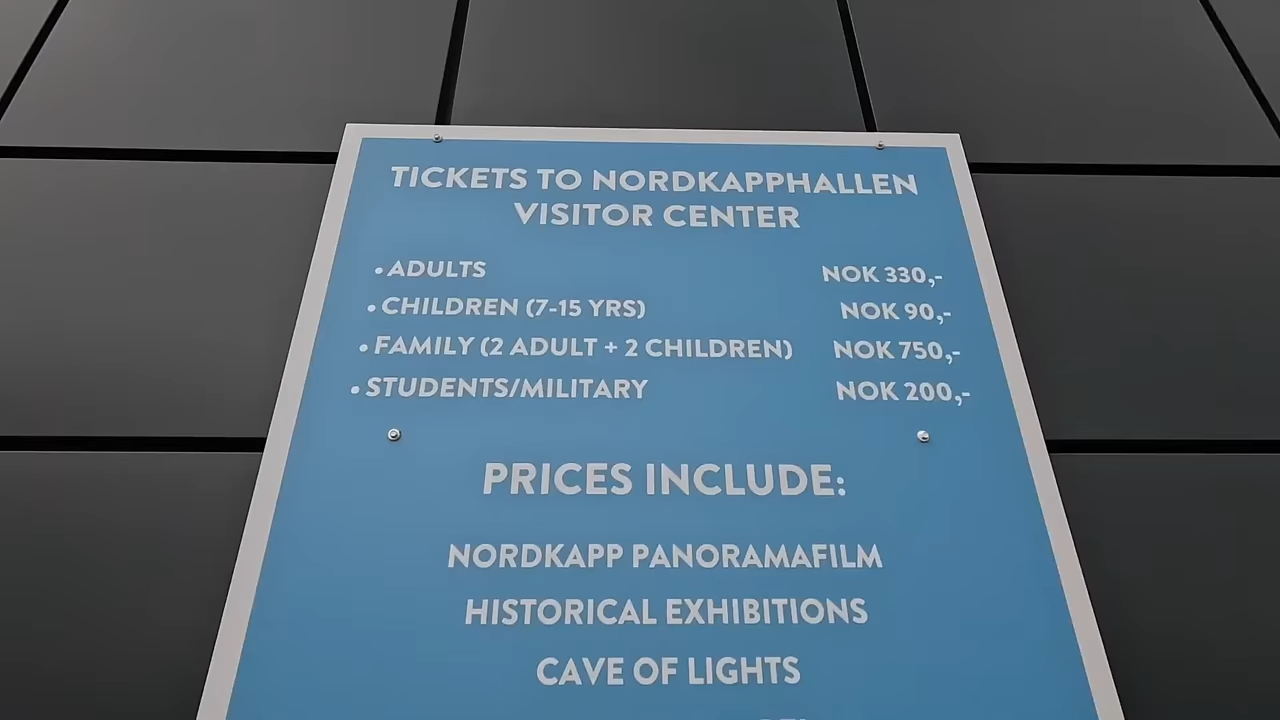 TICKETS TO NORDKAPPHALLEN
VISITOR CENTER
• ADULTS NOK 330,-
• CHILDREN (7-15 YRS) NOK 90,-
• FAMILY (2 ADULT + 2 CHILDREN) NOK 750,-
• STUDENTS/MILITARY NOK 200,-
PRICES INCLUDE:
NORDKAPP PANORAMAFILM
HISTORICAL EXHIBITIONS
CAVE OF LIGHTS